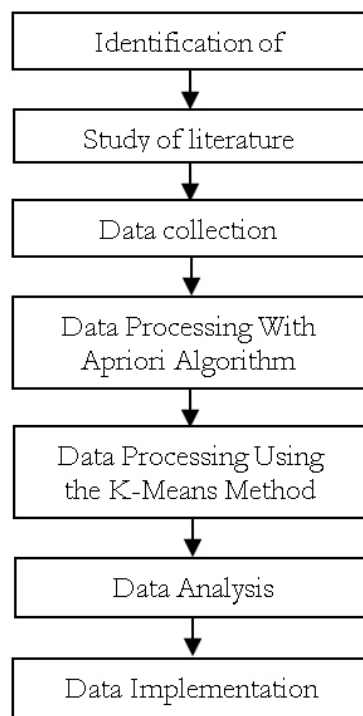 Identification of
Study of literature
Data collection
Data Processing With
Apriori Algorithm
Data Processing Using
the K-Means Method
Data Analysis
Data Implementation